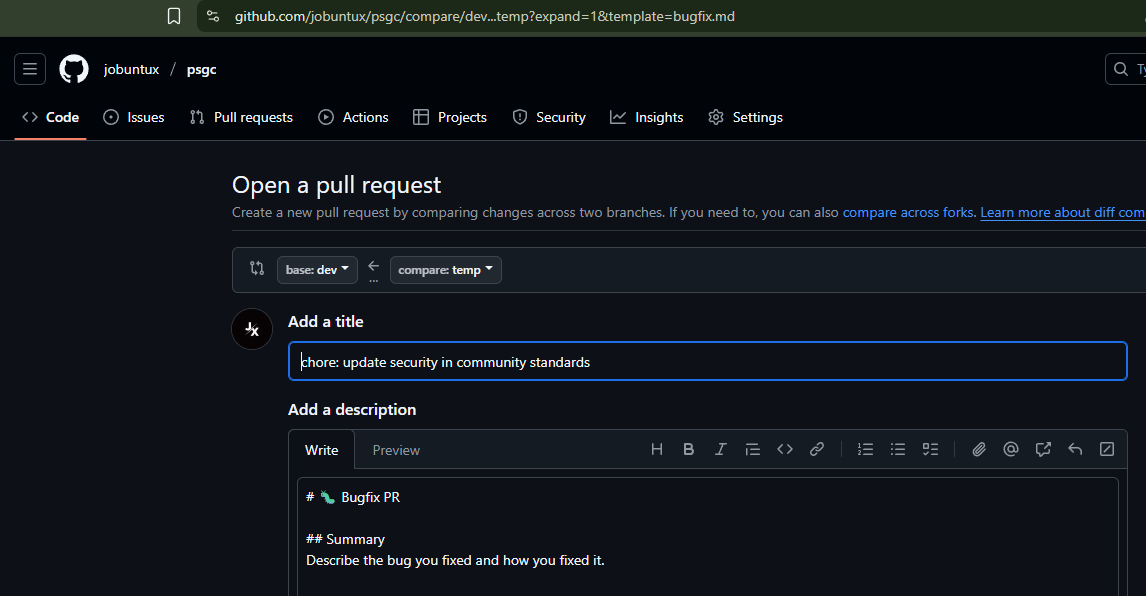 github.com/jobuntux/psgc/compare/dev...temp?expand=1&template=bugfix.md
jobuntux / psgc
Code Issues Pull requests Actions Projects Security Insights Settings
Open a pull request
Create a new pull request by comparing changes across two branches. If you need to, you can also compare across forks. Learn more about diff com
base: dev ... compare: temp
Add a title
chore: update security in community standards
Add a description
Write Preview
# 🐛 Bugfix PR
## Summary
Describe the bug you fixed and how you fixed it.